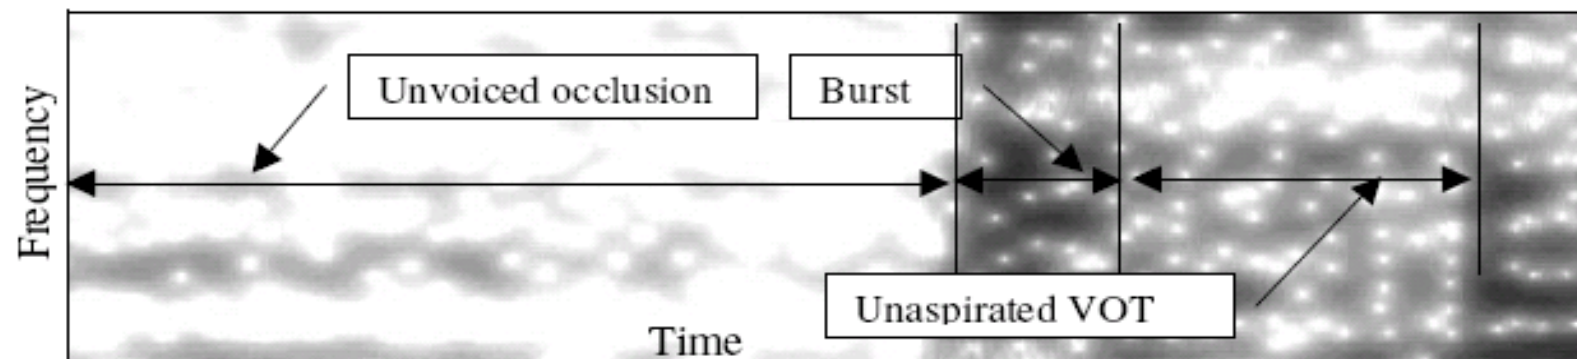 Unvoiced occlusion
Burst
Frequency
Unaspirated VOT
Time